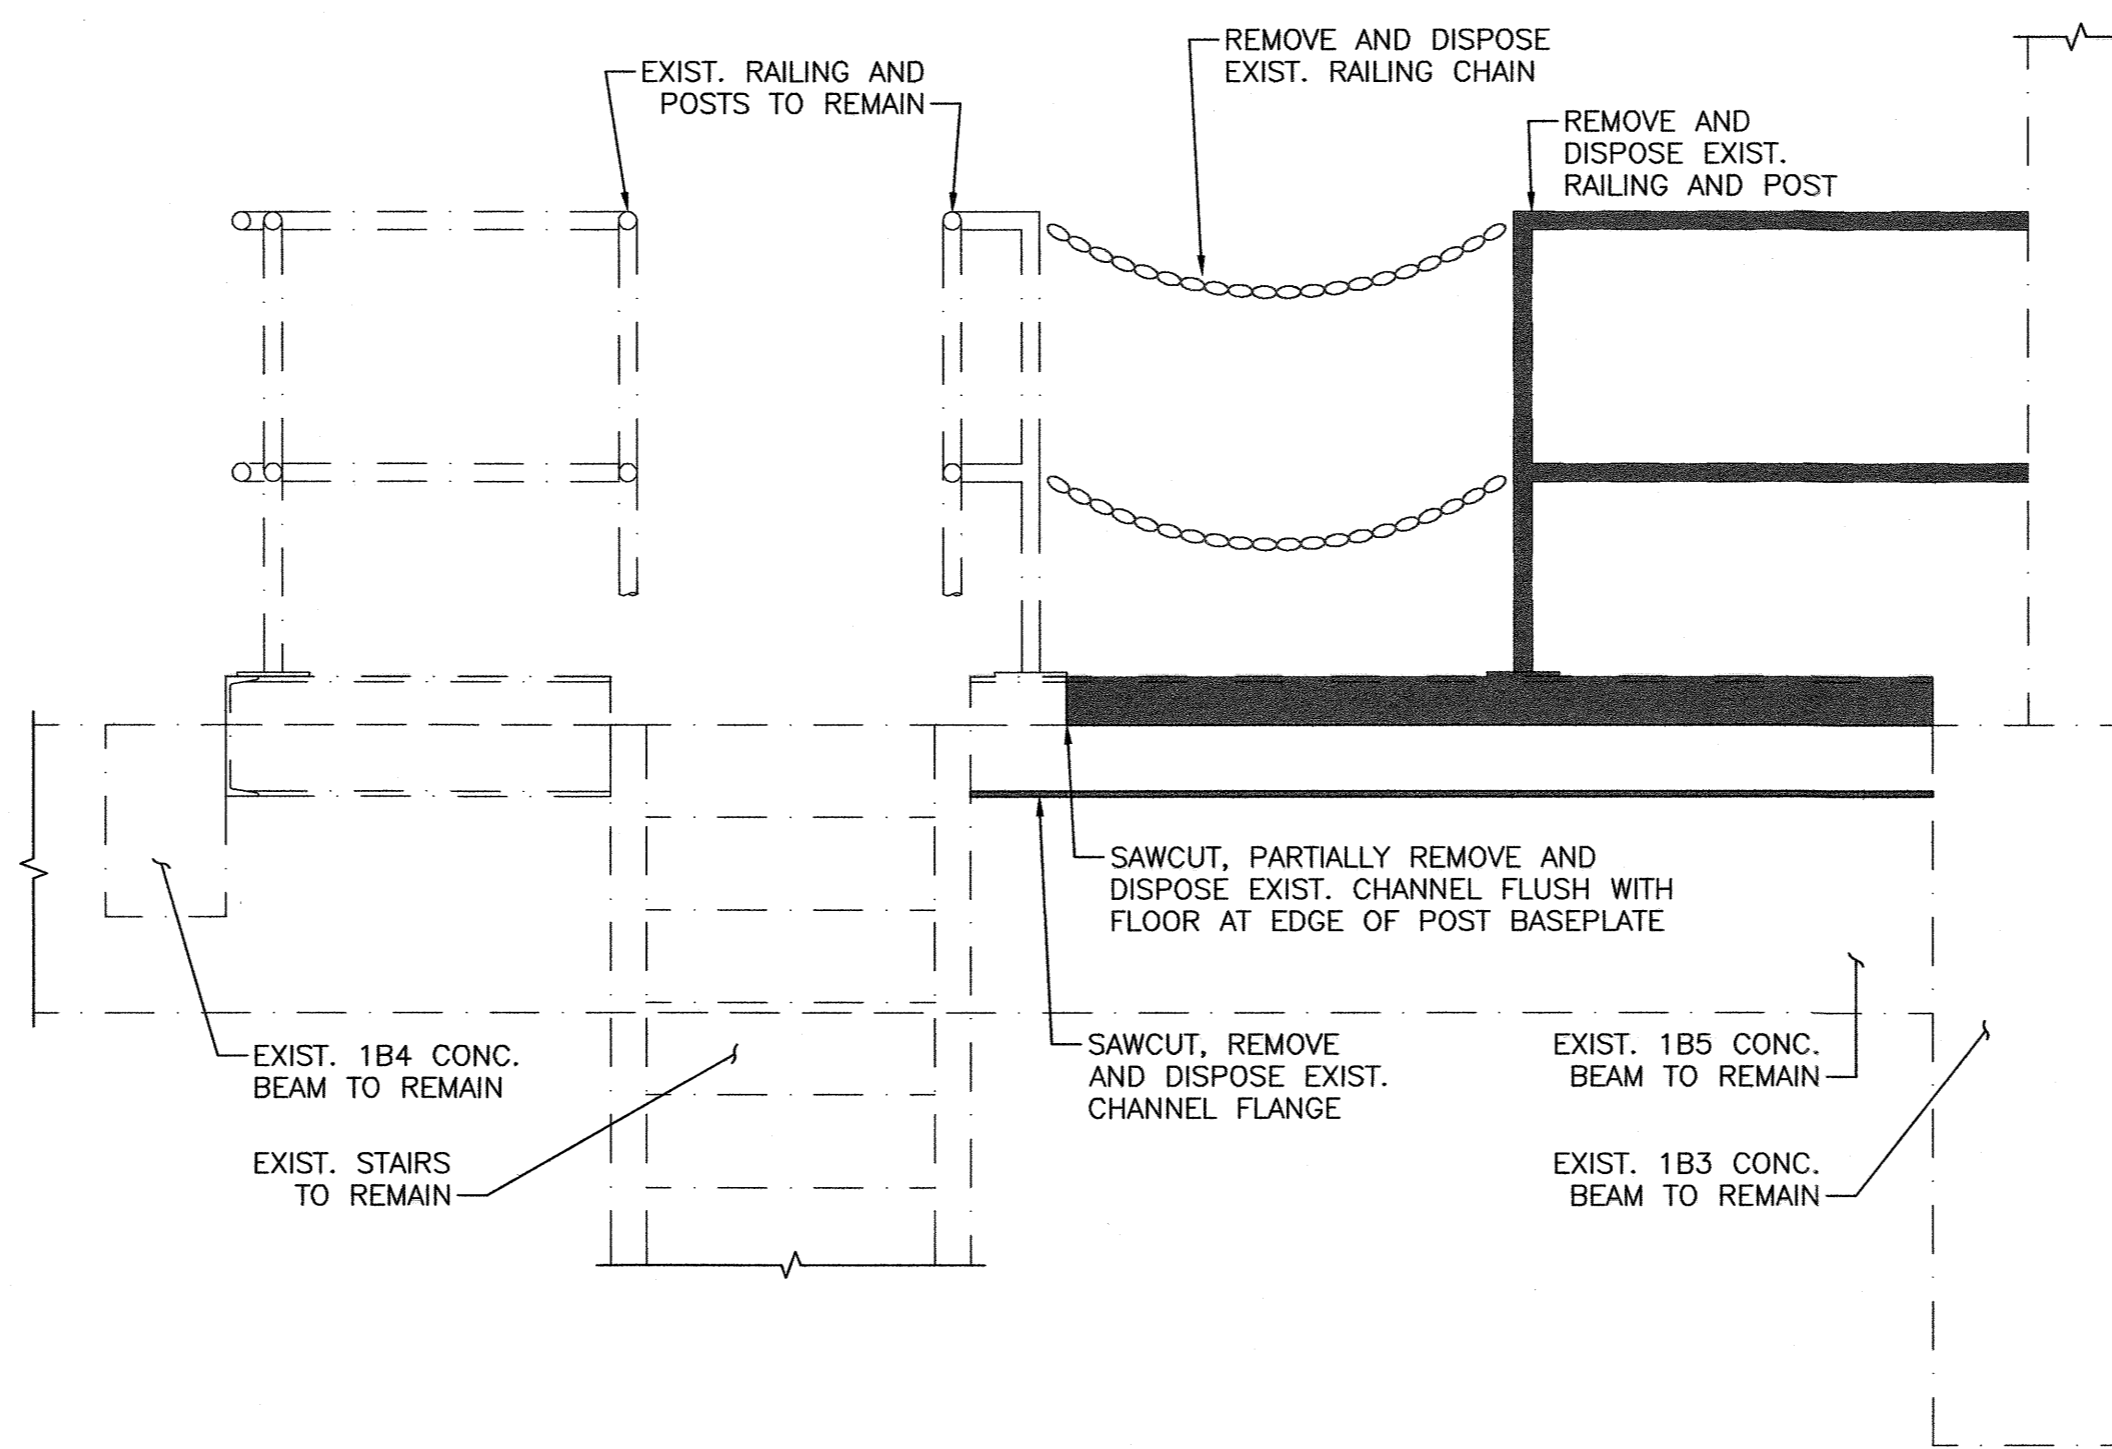 REMOVE AND DISPOSE
EXIST. RAILING CHAIN
EXIST. RAILING AND
POSTS TO REMAIN
REMOVE AND
DISPOSE EXIST.
RAILING AND POST
SAWCUT, PARTIALLY REMOVE AND
DISPOSE EXIST. CHANNEL FLUSH WITH
FLOOR AT EDGE OF POST BASEPLATE
EXIST. 1B4 CONC.
BEAM TO REMAIN
SAWCUT, REMOVE
AND DISPOSE EXIST.
CHANNEL FLANGE
EXIST. 1B5 CONC.
BEAM TO REMAIN
EXIST. STAIRS
TO REMAIN
EXIST. 1B3 CONC.
BEAM TO REMAIN